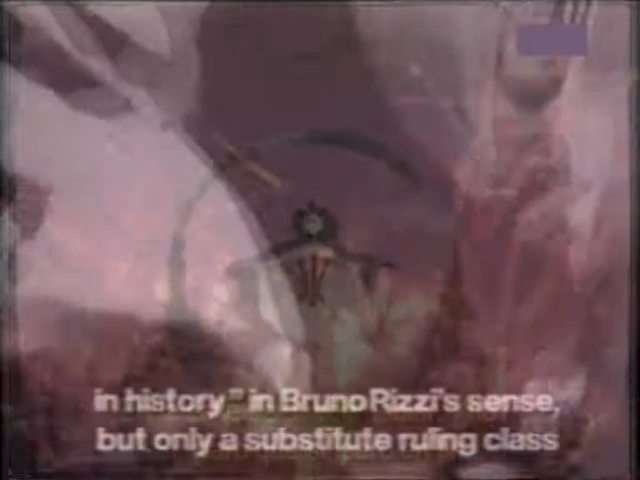 in history," in Bruno Rizzi's sense,
but only a substitute ruling class